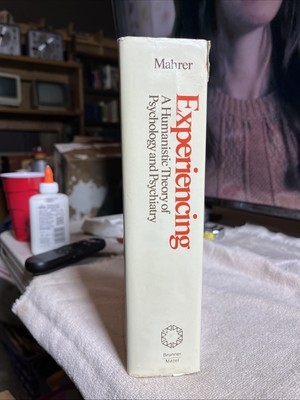 Mahrer
Experiencing
A Humanistic Theory of
Psychology and Psychiatry
Brunner
Mazel